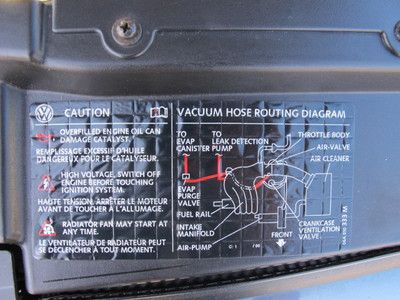 CAUTION
OVERFILLED ENGINE OIL CAN
DAMAGE CATALYST.
REMPLISSAGE EXCESSIF D'HUILE
DANGEREUX POUR LE CATALYSEUR.
HIGH VOLTAGE, SWITCH OFF
ENGINE BEFORE TOUCHING
IGNITION SYSTEM.
HAUTE TENSION, ARRÊTER LE MOTEUR
AVANT DE TOUCHER À L'ALLUMAGE.
RADIATOR FAN MAY START AT
ANY TIME.
LE VENTILATEUR DE RADIATEUR PEUT
SE DÉCLENCHER À TOUT MOMENT.
VACUUM HOSE ROUTING DIAGRAM
TO
EVAP
CANISTER
TO
LEAK DETECTION
PUMP
THROTTLE BODY
AIR-VALVE
AIR CLEANER
EVAP
PURGE
VALVE
FUEL RAIL
INTAKE
MANIFOLD
AIR-PUMP
FRONT
CRANKCASE
VENTILATION
VALVE.